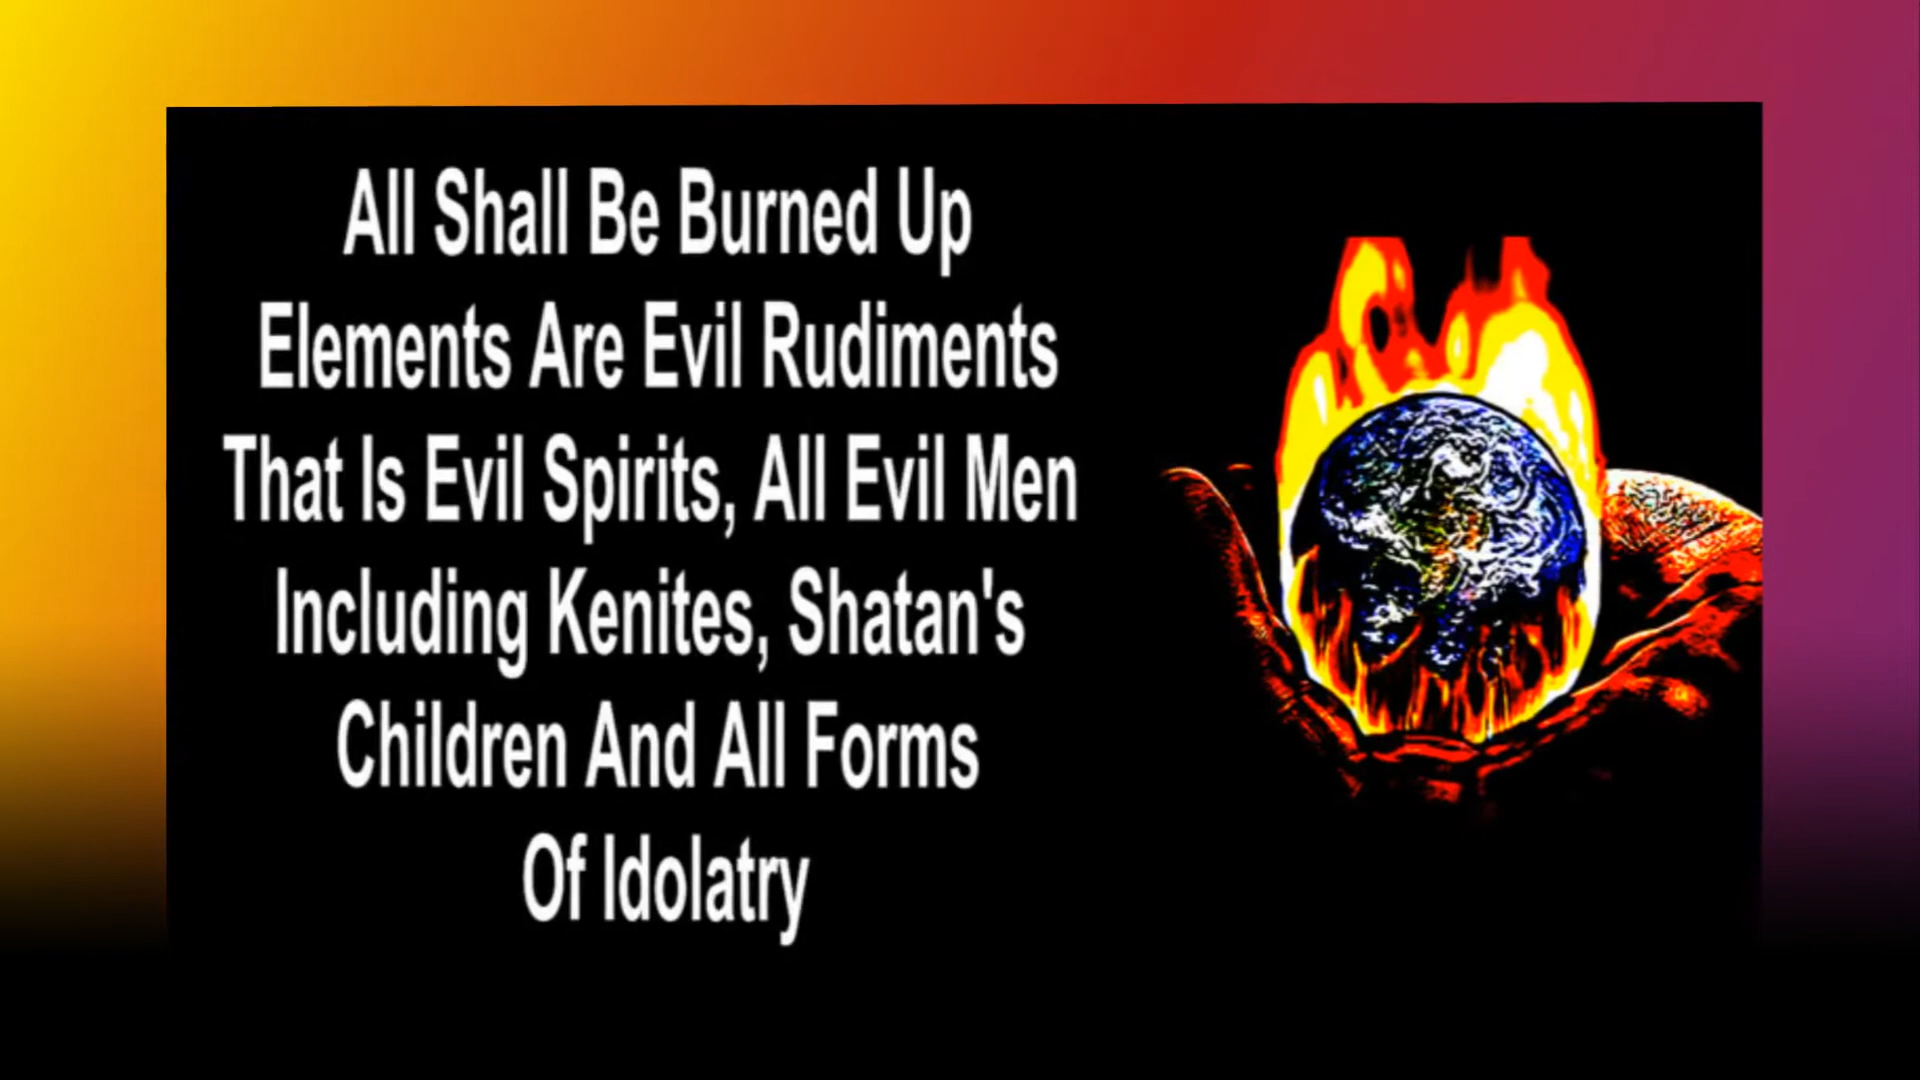 All Shall Be Burned Up
Elements Are Evil Rudiments
That Is Evil Spirits, All Evil Men
Including Kenites, Shatan's
Children And All Forms
Of Idolatry